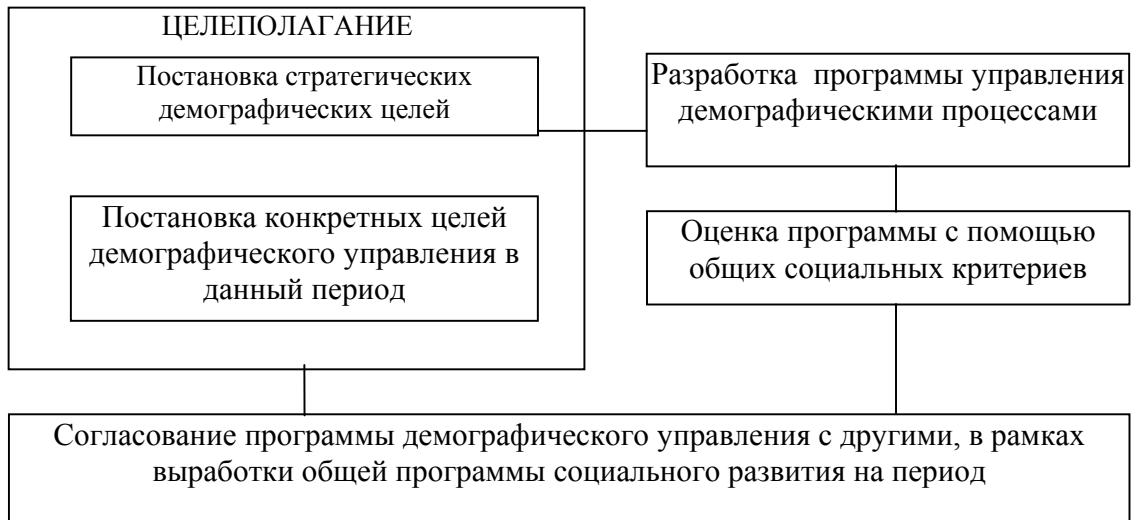 ЦЕЛЕПОЛАГАНИЕ
Постановка стратегических
демографических целей
Постановка конкретных целей
демографического управления в
данный период
Разработка программы управления
демографическими процессами
Оценка программы с помощью
общих социальных критериев
Согласование программы демографического управления с другими, в рамках
выработки общей программы социального развития на период